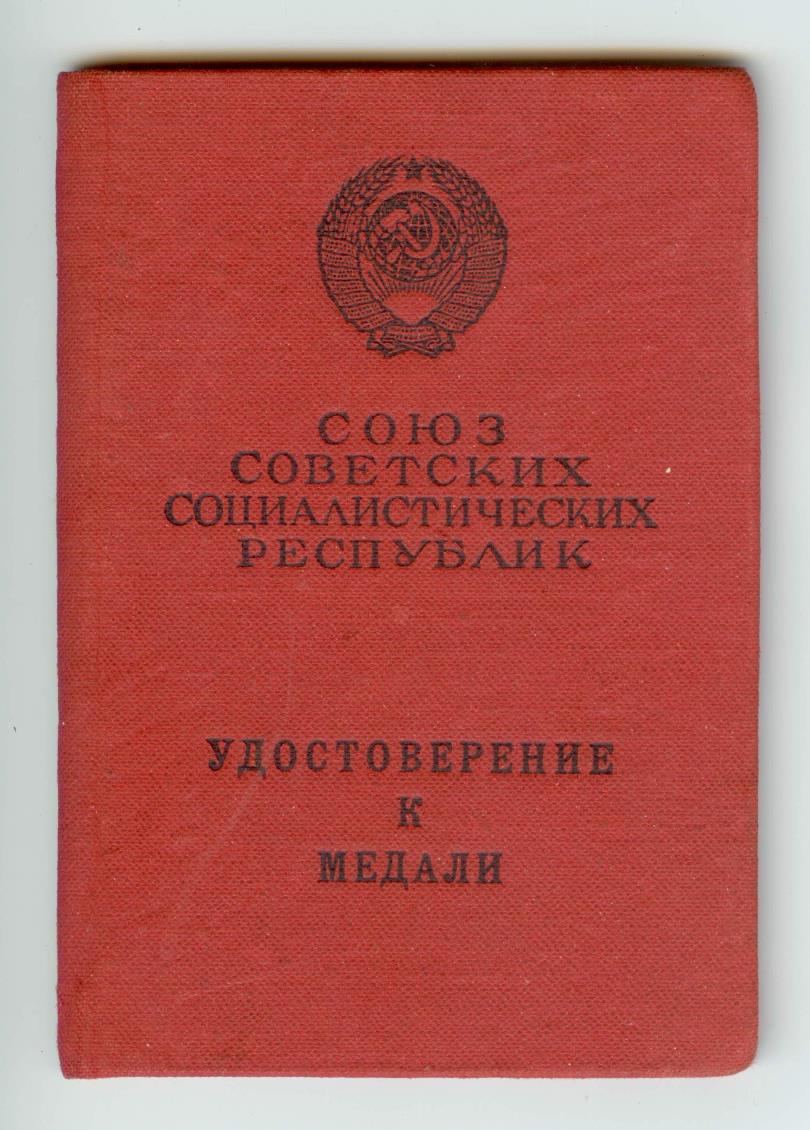 СОЮЗ
СОВЕТСКИХ
СОЦИАЛИСТИЧЕСКИХ
РЕСПУБЛИК
УДОСТОВЕРЕНИЕ
К
МЕДАЛИ